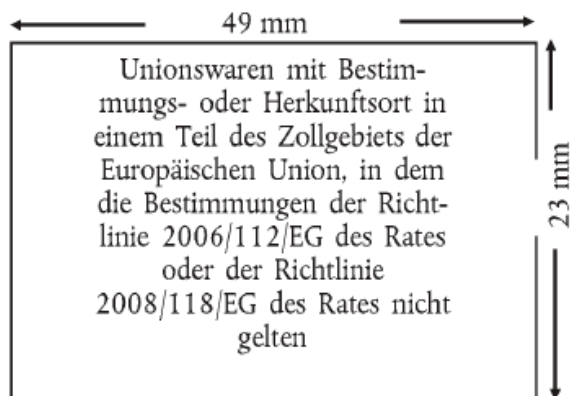 49 mm
Unionswaren mit Bestim-
mungs- oder Herkunftsort in
einem Teil des Zollgebiets der
Europäischen Union, in dem
die Bestimmungen der Richt-
linie 2006/112/EG des Rates
oder der Richtlinie
2008/118/EG des Rates nicht
gelten
23 mm